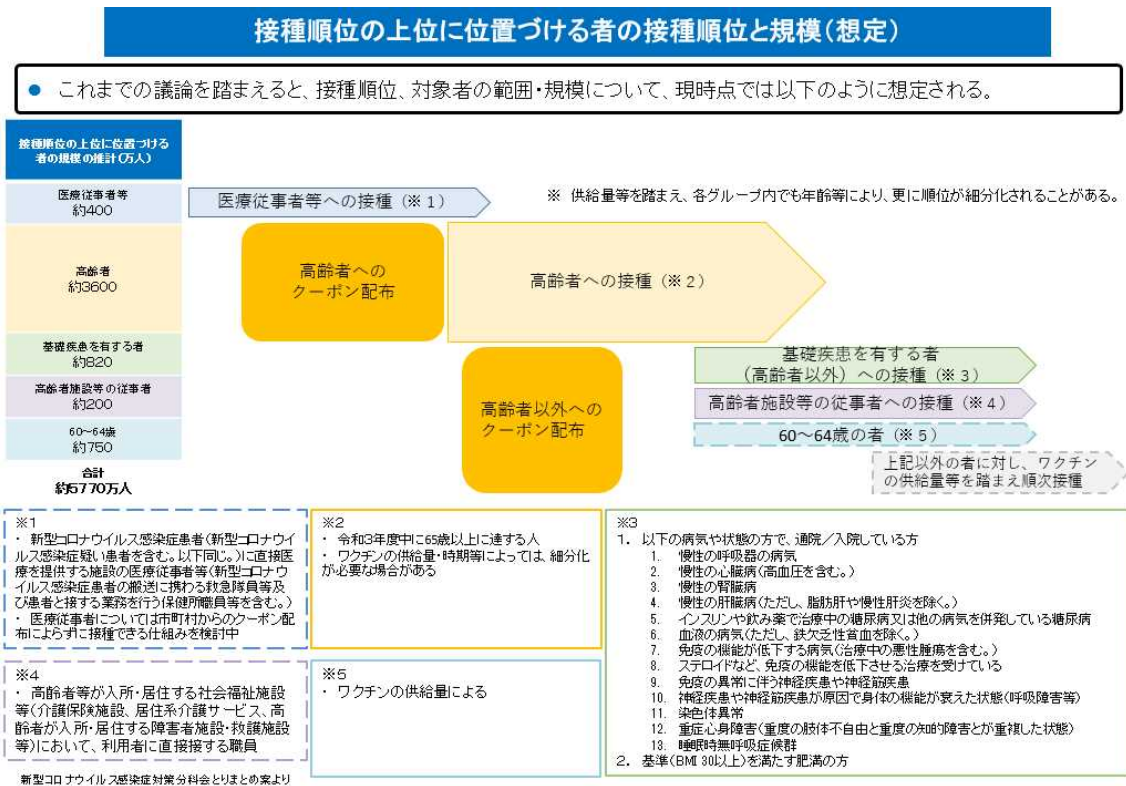 接種順位の上位に位置づける者の接種順位と規模(想定)
● これまでの議論を踏まえると、接種順位、対象者の範囲・規模について、現時点では以下のように想定される。
接種順位の上位に位置づける
者の規模の推計(万人)
医療従事者等
約400
医療従事者等への接種(※1)
※ 供給量等を踏まえ、各グループ内でも年齢等により、更に順位が細分化されることがある。
高齢者
約3600
高齢者への
クーポン配布
高齢者への接種(※2)
基礎疾患を有する者
約820
高齢者施設等の従事者
約200
60~64歳
約750
合計
約5770万人
高齢者以外への
クーポン配布
基礎疾患を有する者
(高齢者以外)への接種(※3)
高齢者施設等の従事者への接種(※4)
60~64歳の者(※5)
上記以外の者に対し、ワクチン
の供給量等を踏まえ順次接種
※1
・ 新型コロナウイルス感染症患者(新型コロナウイ
ルス感染症疑い患者を含む。以下同じ。)に直接医
療を提供する施設の医療従事者等(新型コロナウ
イルス感染症患者の搬送に携わる救急隊員等及
び患者と接する業務を行う保健所職員等を含む。)
・ 医療従事者については市町村からのクーポン配
布によらずに接種できる仕組みを検討中
※2
・ 令和3年度中に65歳以上に達する人
・ ワクチンの供給量・時期等によっては、細分化
が必要な場合がある
※3
1. 以下の病気や状態の方で、通院/入院している方
1. 慢性の呼吸器の病気
2. 慢性の心臓病(高血圧を含む。)
3. 慢性の腎臓病
4. 慢性の肝臓病(ただし、脂肪肝や慢性肝炎を除く。)
5. インスリンや飲み薬で治療中の糖尿病又は他の病気を併発している糖尿病
6. 血液の病気(ただし、鉄欠乏性貧血を除く。)
7. 免疫の機能が低下する病気(治療中の悪性腫瘍を含む。)
8. ステロイドなど、免疫の機能を低下させる治療を受けている
9. 免疫の異常に伴う神経疾患や神経筋疾患
10. 神経疾患や神経筋疾患が原因で身体の機能が衰えた状態(呼吸障害等)
11. 染色体異常
12. 重症心身障害(重度の肢体不自由と重度の知的障害とが重複した状態)
13. 睡眠時無呼吸症候群
2. 基準(BMI 30以上)を満たす肥満の方
※4
・ 高齢者等が入所・居住する社会福祉施設
等(介護保険施設、居住系介護サービス、高
齢者が入所・居住する障害者施設・救護施設
等)において、利用者に直接接する職員
※5
・ ワクチンの供給量による
新型コロナウイルス感染症対策分科会とりまとめ案より